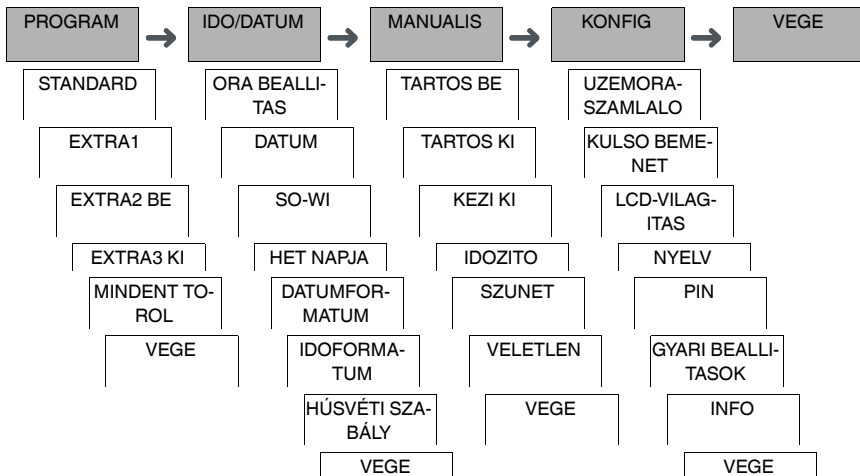 PROGRAM
IDO/DATUM
MANUALIS
KONFIG
VEGE
STANDARD
EXTRA1
EXTRA2 BE
EXTRA3 KI
MINDENT TO-
ROL
VEGE
ORA BEALLI-
TAS
DATUM
SO-WI
HET NAPJA
DATUMFOR-
MATUM
IDOFORMA-
TUM
HÚSVÉTI SZA-
BÁLY
VEGE
TARTOS BE
TARTOS KI
KEZI KI
IDOZITO
SZUNET
VELETLEN
VEGE
UZEMORA-
SZAMLALO
KULSO BEME-
NET
LCD-VILAG-
ITAS
NYELV
PIN
GYARI BEALLI-
TASOK
INFO
VEGE